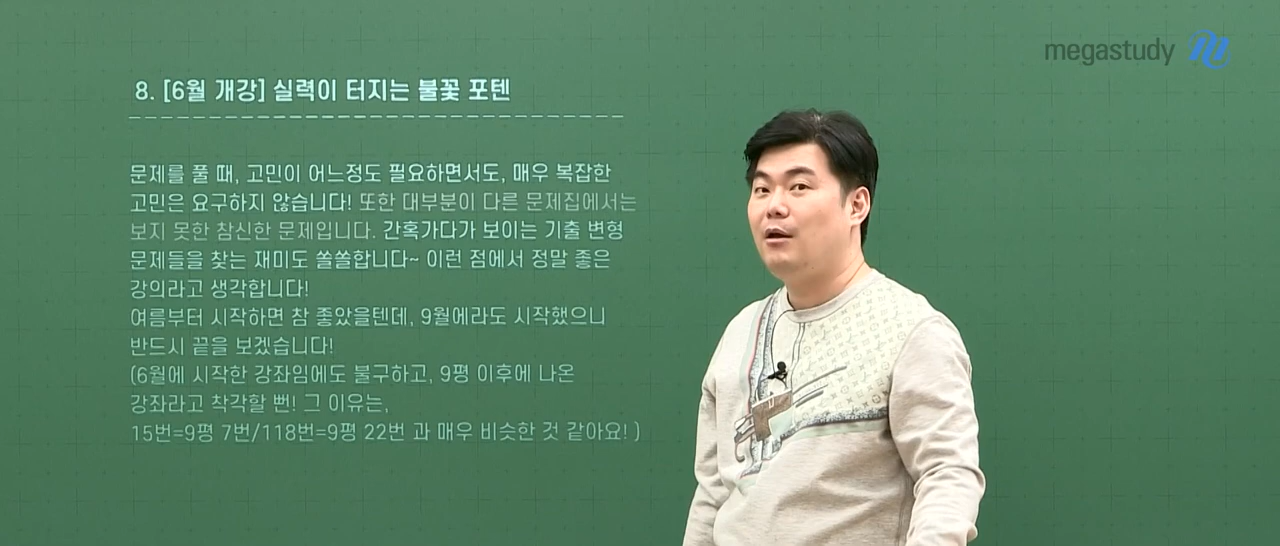 megastudy
8. [6월 개강] 실력이 터지는 불꽃 포텐
문제를 풀 때, 고민이 어느정도 필요하면서도, 매우 복잡한
고민은 요구하지 않습니다! 또한 대부분이 다른 문제집에서는
보지 못한 참신한 문제입니다. 간혹가다가 보이는 기출 변형
문제들을 찾는 재미도 쏠쏠합니다~ 이런 점에서 정말 좋은
강의라고 생각합니다!
여름부터 시작하면 참 좋았을텐데, 9월에라도 시작했으니
반드시 끝을 보겠습니다!
(6월에 시작한 강좌임에도 불구하고, 9평 이후에 나온
강좌라고 착각할 뻔! 그 이유는,
15번=9평 7번/118번=9평 22번 과 매우 비슷한 것 같아요! )